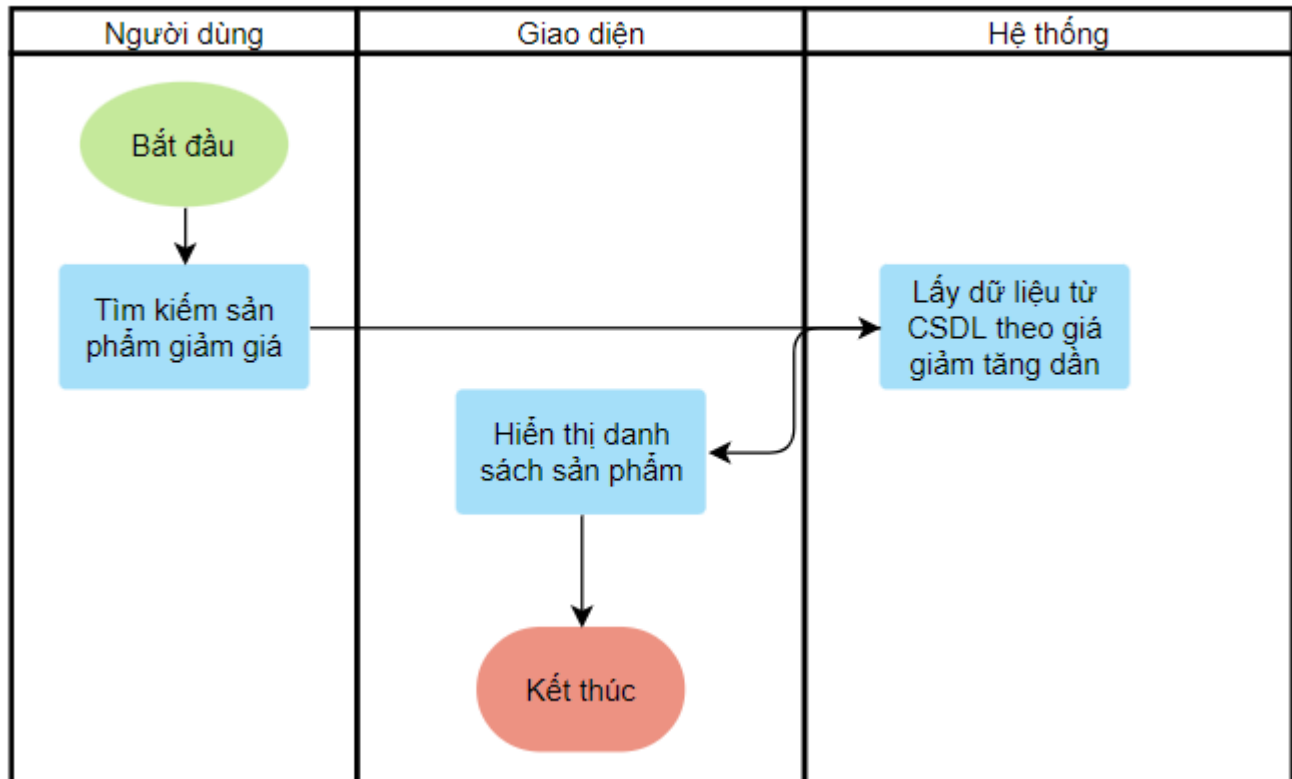 Người dùng
Giao diện
Hệ thống
Bắt đầu
Tìm kiếm sản
phẩm giảm giá
Lấy dữ liệu từ
CSDL theo giá
giảm tăng dần
Hiển thị danh
sách sản phẩm
Kết thúc